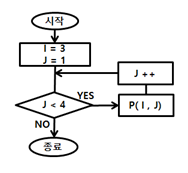 시작
I = 3
J = 1
J ++
J < 4
YES
P( I , J)
NO
종료